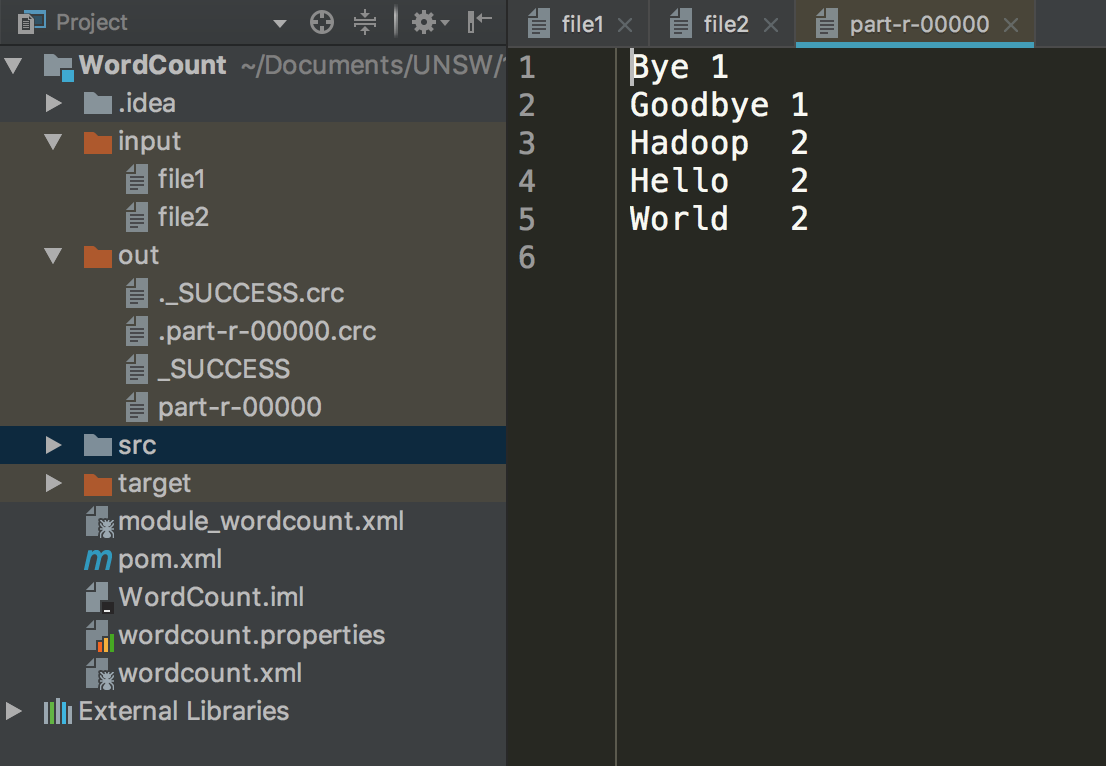 Project
WordCount ~/Documents/UNSW/
.idea
input
file1
file2
out
._SUCCESS.crc
.part-r-00000.crc
_SUCCESS
part-r-00000
src
target
module_wordcount.xml
pom.xml
WordCount.iml
wordcount.properties
wordcount.xml
External Libraries
file1 file2 part-r-00000
1 Bye 1
2 Goodbye 1
3 Hadoop 2
4 Hello 2
5 World 2
6